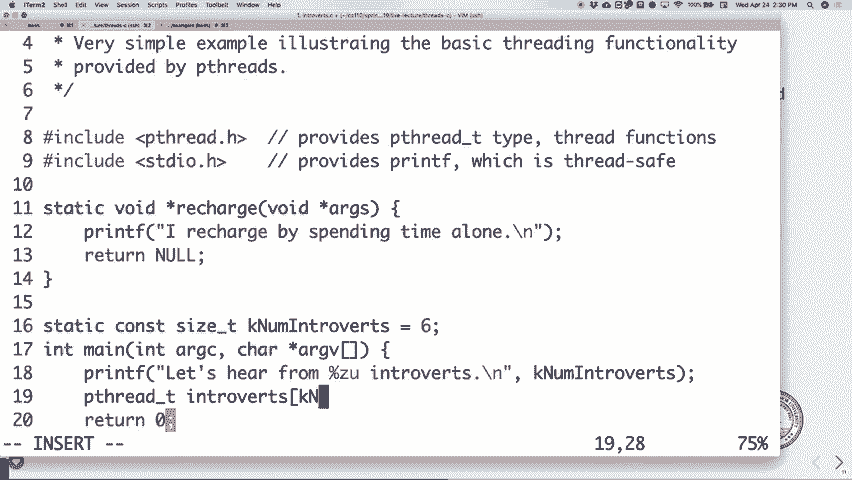 iTerm2 Shell Edit View Session Scripts Profiles Toolbelt Window Help 100% Wed Apr 24 2:30 PM
4 * Very simple example illustraing the basic threading functionality
5 * provided by pthreads.
6 */
7
8 #include <pthread.h> // provides pthread_t type, thread functions
9 #include <stdio.h> // provides printf, which is thread-safe
10
11 static void *recharge(void *args) {
12 printf("I recharge by spending time alone.\n");
13 return NULL;
14 }
15
16 static const size_t kNumIntroverts = 6;
17 int main(int argc, char *argv[]) {
18 printf("Let's hear from %zu introverts.\n", kNumIntroverts);
19 pthread_t introverts[kN
20 return 0
-- INSERT -- 19,28 75%